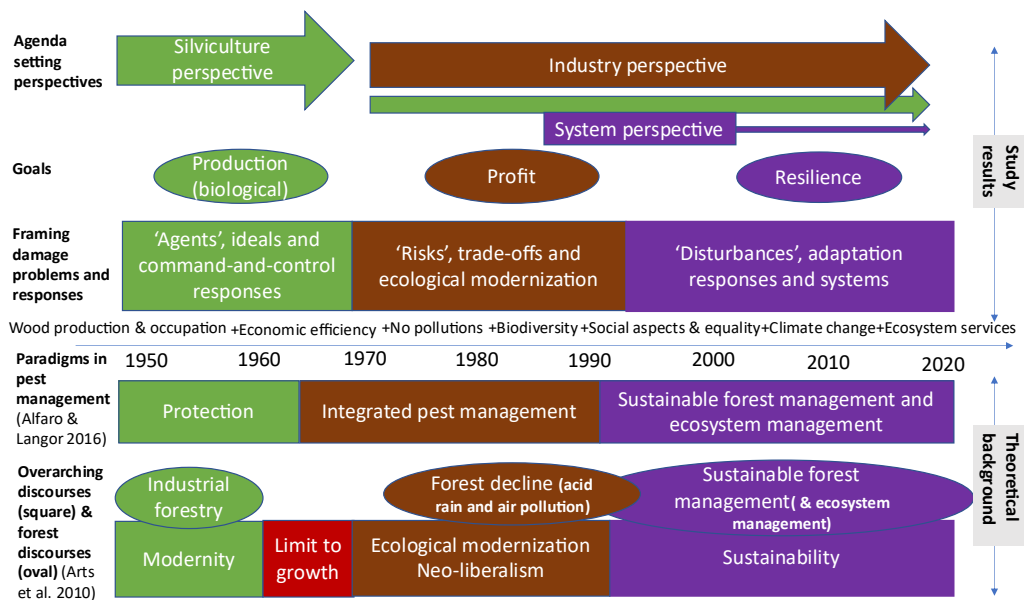 Agenda
setting
perspectives
Silviculture
perspective
Industry perspective
System perspective
Goals
Production
(biological)
Profit
Resilience
Study
results
Framing
damage
problems and
responses
‘Agents’, ideals and
command-and-control
responses
‘Risks’, trade-offs and
ecological modernization
‘Disturbances’, adaptation
responses and systems
Wood production & occupation +Economic efficiency +No pollutions +Biodiversity +Social aspects & equality+Climate change+Ecosystem services
1950 1960 1970 1980 1990 2000 2010 2020
Paradigms in
pest
management
(Alfaro &
Langor 2016)
Protection
Integrated pest management
Sustainable forest management and
ecosystem management
Theoretical
background
Overarching
discourses
(square) &
forest
discourses
(oval) (Arts
et al. 2010)
Industrial
forestry
Forest decline (acid
rain and air pollution)
Sustainable forest
management( & ecosystem
management)
Modernity
Limit to
growth
Ecological modernization
Neo-liberalism
Sustainability